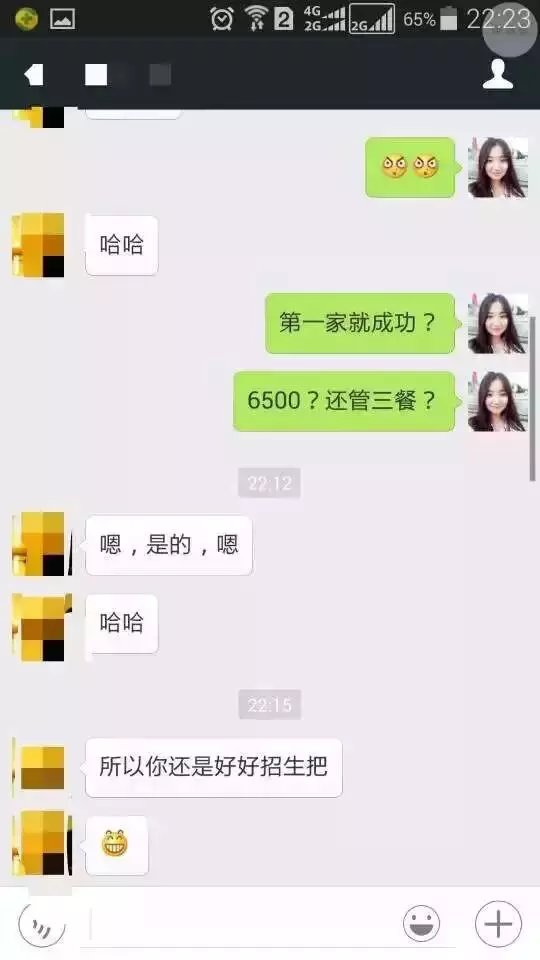 4G
2G
2
2G
65%
22:23
哈哈
第一家就成功？
6500？还管三餐？
22:12
嗯，是的，嗯
哈哈
22:15
所以你还是好好招生把